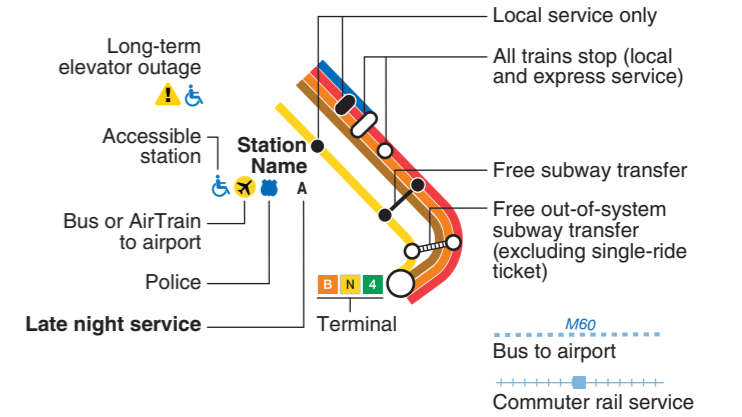 Local service only
Long-term
elevator outage
All trains stop (local
and express service)
Accessible
station
Station
Name
A
Free subway transfer
Bus or AirTrain
to airport
Free out-of-system
subway transfer
(excluding single-ride
ticket)
Police
B N 4
Late night service
Terminal
M60
Bus to airport
Commuter rail service